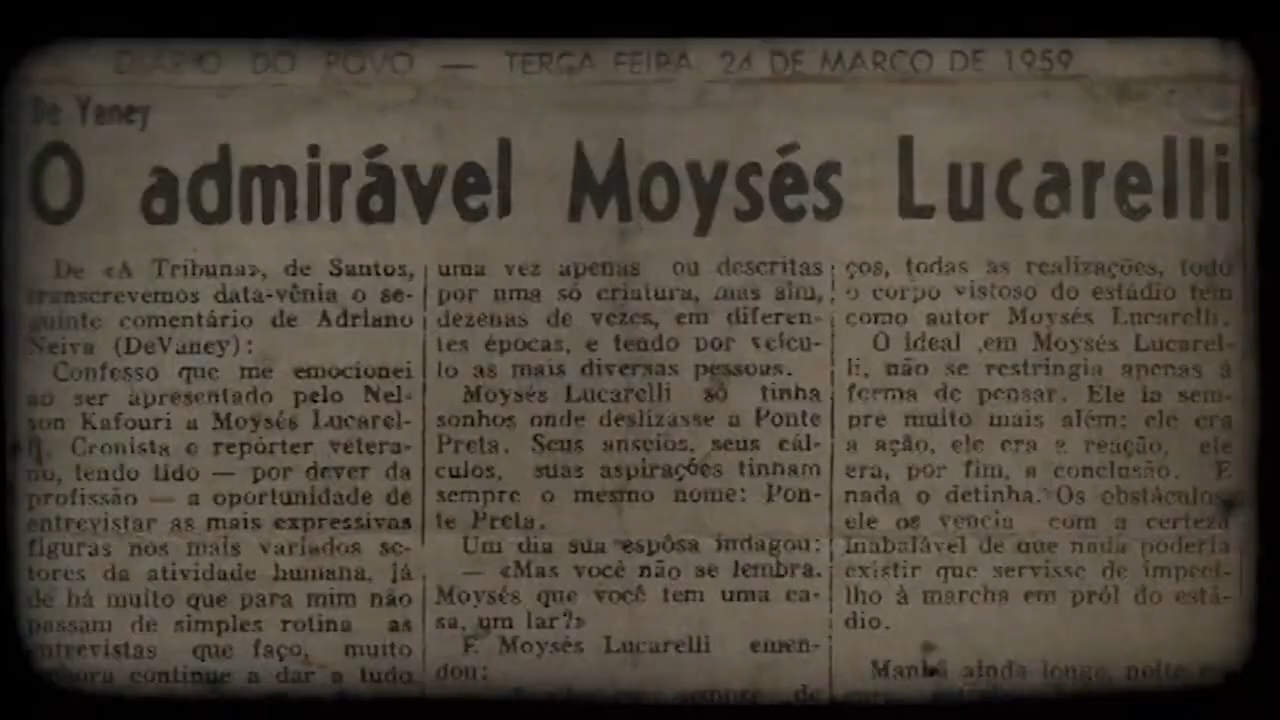 DIÁRIO DO POVO — TERÇA FEIRA, 24 DE MARÇO DE 1959
De Vaney
O admirável Moysés Lucarelli
De «A Tribuna», de Santos,
transcrevemos data-vênia o se-
guinte comentário de Adriano
Neiva (DeVaney):
Confesso que me emocionei
ao ser apresentado pelo Nel-
son Kafouri a Moysés Lucarel-
li. Cronista e repórter vetera-
no, tendo tido — por dever da
profissão — a oportunidade de
entrevistar as mais expressivas
figuras nos mais variados se-
tores da atividade humana, já
de há muito que para mim não
passam de simples rotina as
entrevistas que faço, muito
embora continue a dar a tudo
uma vez apenas ou descritas
por uma só criatura, mas sim,
dezenas de vezes, em diferen-
tes épocas, e tendo por veícu-
lo as mais diversas pessoas.
Moysés Lucarelli só tinha
sonhos onde deslizasse a Ponte
Preta. Seus anseios, seus cál-
culos, suas aspirações tinham
sempre o mesmo nome: Pon-
te Preta.
Um dia sua espôsa indagou:
— «Mas você não se lembra,
Moysés que você tem uma ca-
sa, um lar?»
E Moysés Lucarelli emen-
dou:
sempre de
ços, todas as realizações, todo
o corpo vistoso do estádio tem
como autor Moysés Lucarelli.
O ideal em Moysés Lucarel-
li, não se restringia apenas à
forma de pensar. Ele ia sem-
pre muito mais além: ele era
a ação, ele era a reação, ele
era, por fim, a conclusão. E
nada o detinha. Os obstáculos
ele os vencia com a certeza
inabalável de que nada poderia
existir que servisse de impeci-
lho à marcha em pról do está-
dio.
Manhã ainda longe, noite